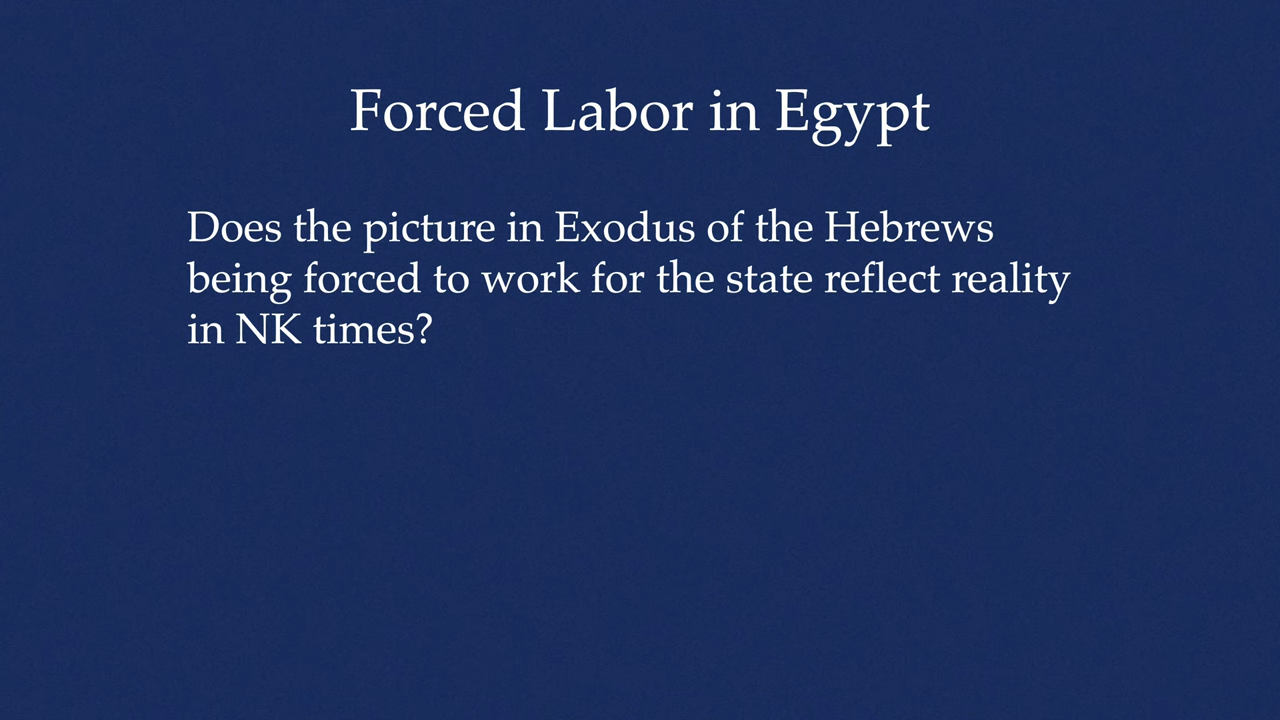 Forced Labor in Egypt
Does the picture in Exodus of the Hebrews
being forced to work for the state reflect reality
in NK times?